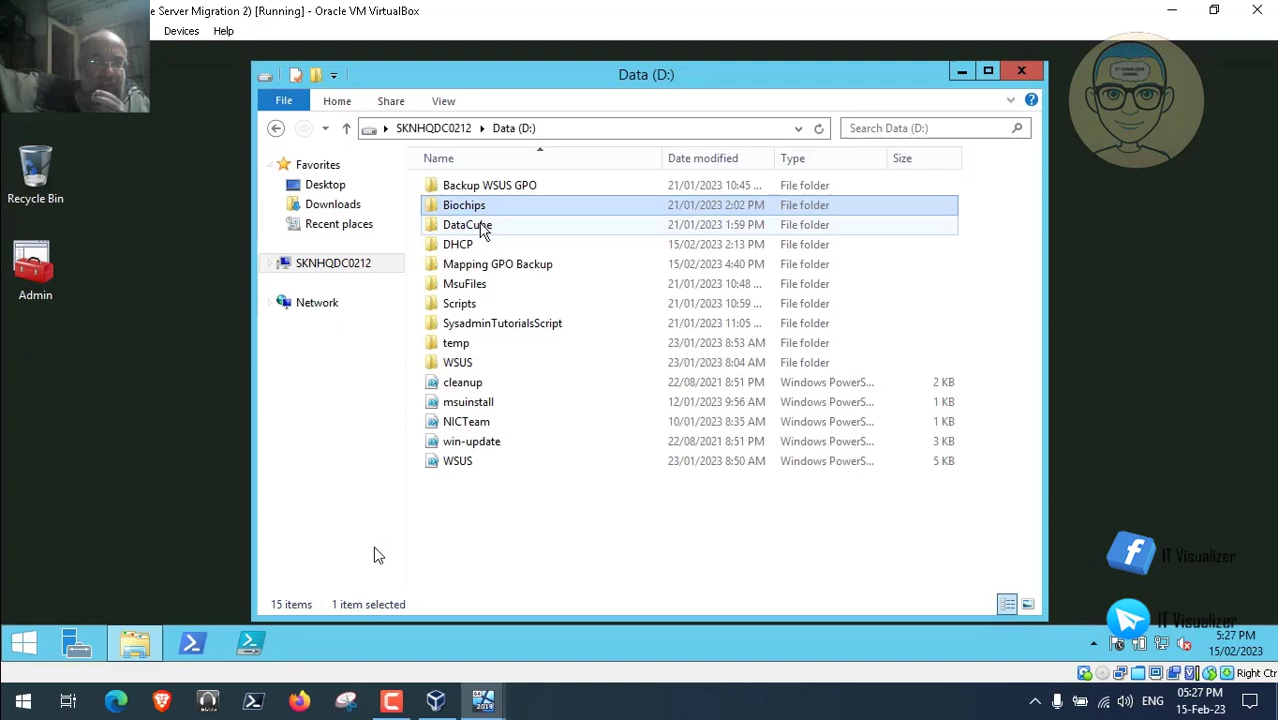 e Server Migration 2) [Running] - Oracle VM VirtualBox
Devices Help
IT VISUALIZER
CHANNEL
Data (D:)
File Home Share View
SKNHQDC0212 Data (D:) Search Data (D:)
Name Date modified Type Size
Favorites
Desktop
Downloads
Recent places
SKNHQDC0212
Network
Recycle Bin
Admin
Backup WSUS GPO 21/01/2023 10:45 ... File folder
Biochips 21/01/2023 2:02 PM File folder
DataCube 21/01/2023 1:59 PM File folder
DHCP 15/02/2023 2:13 PM File folder
Mapping GPO Backup 15/02/2023 4:40 PM File folder
MsuFiles 21/01/2023 10:48 ... File folder
Scripts 21/01/2023 10:59 ... File folder
SysadminTutorialsScript 21/01/2023 11:05 ... File folder
temp 23/01/2023 8:53 AM File folder
WSUS 23/01/2023 8:04 AM File folder
cleanup 22/08/2021 8:51 PM Windows PowerS... 2 KB
msuinstall 12/01/2023 9:56 AM Windows PowerS... 1 KB
NICTeam 10/01/2023 8:35 AM Windows PowerS... 1 KB
win-update 22/08/2021 8:51 PM Windows PowerS... 3 KB
WSUS 23/01/2023 8:50 AM Windows PowerS... 5 KB
15 items 1 item selected
IT Visualizer
IT Visualizer
5:27 PM
15/02/2023
Right Ctr
2019
ENG
05:27 PM
15-Feb-23